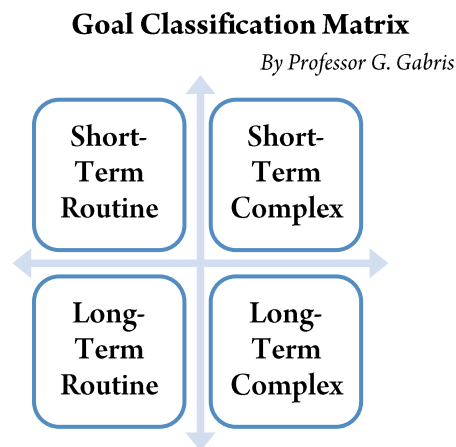 Goal Classification Matrix
By Professor G. Gabris
Short-
Term
Routine
Short-
Term
Complex
Long-
Term
Routine
Long-
Term
Complex